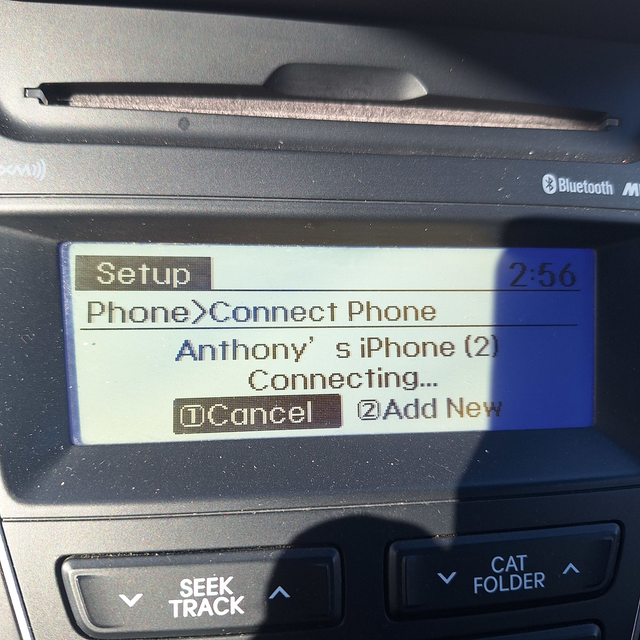 Bluetooth
Setup 2:56
Phone>Connect Phone
Anthony's iPhone (2)
Connecting...
①Cancel ②Add New
SEEK
TRACK
CAT
FOLDER